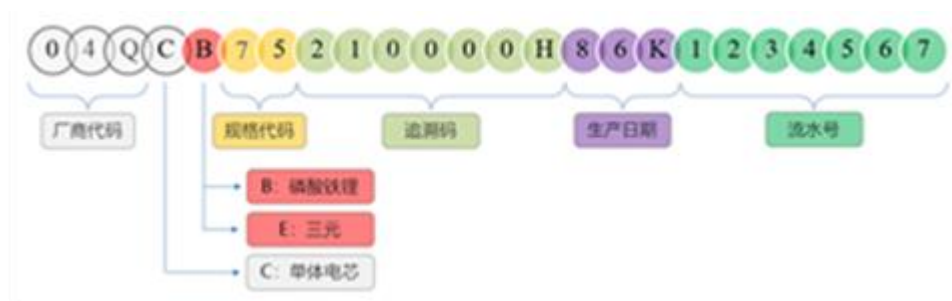 04QCB75210000H86K1234567
厂商代码 规格代码 追溯码 生产日期 流水号
B：磷酸铁锂
E：三元
C：单体电芯